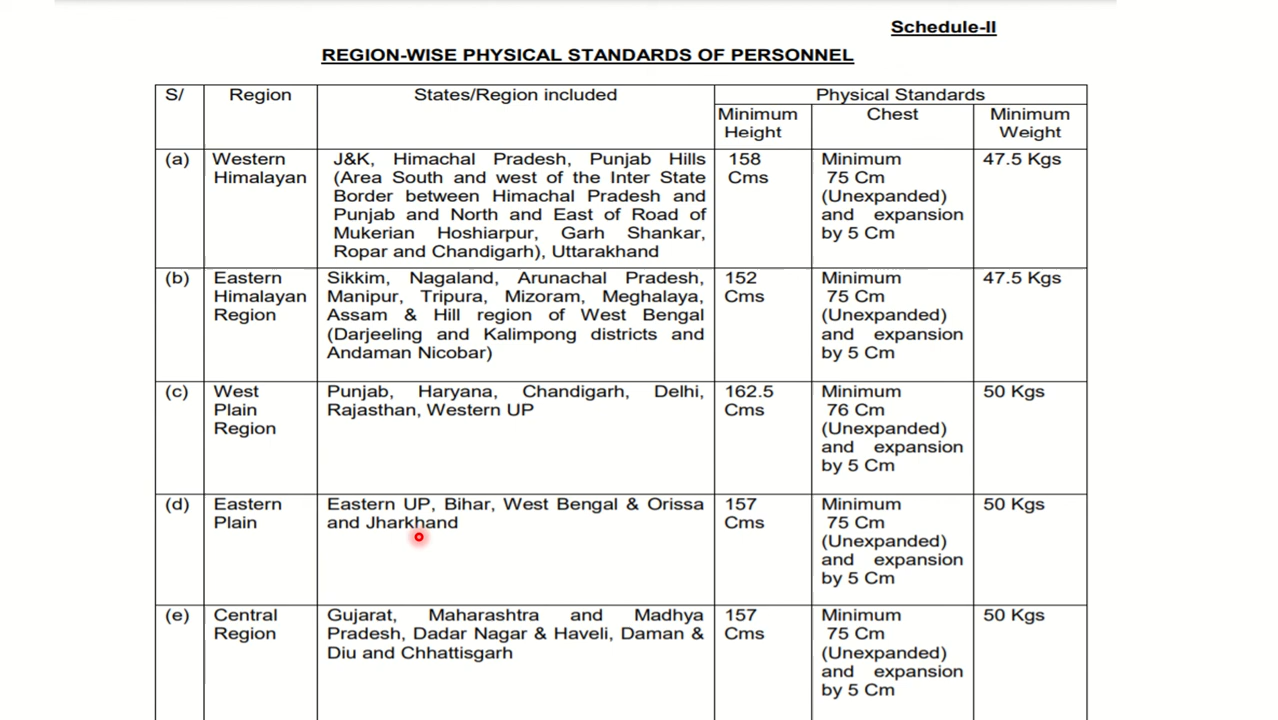 Schedule-II
REGION-WISE PHYSICAL STANDARDS OF PERSONNEL
S/ Region States/Region included Physical Standards
Minimum Height Chest Minimum Weight
(a) Western Himalayan
J&K, Himachal Pradesh, Punjab Hills
(Area South and west of the Inter State
Border between Himachal Pradesh and
Punjab and North and East of Road of
Mukerian Hoshiarpur, Garh Shankar,
Ropar and Chandigarh), Uttarakhand
158
Cms
Minimum
75 Cm
(Unexpanded)
and expansion
by 5 Cm
47.5 Kgs
(b) Eastern
Himalayan
Region
Sikkim, Nagaland, Arunachal Pradesh,
Manipur, Tripura, Mizoram, Meghalaya,
Assam & Hill region of West Bengal
(Darjeeling and Kalimpong districts and
Andaman Nicobar)
152
Cms
Minimum
75 Cm
(Unexpanded)
and expansion
by 5 Cm
47.5 Kgs
(c) West
Plain
Region
Punjab, Haryana, Chandigarh, Delhi,
Rajasthan, Western UP
162.5
Cms
Minimum
76 Cm
(Unexpanded)
and expansion
by 5 Cm
50 Kgs
(d) Eastern
Plain
Eastern UP, Bihar, West Bengal & Orissa
and Jharkhand
157
Cms
Minimum
75 Cm
(Unexpanded)
and expansion
by 5 Cm
50 Kgs
(e) Central
Region
Gujarat, Maharashtra and Madhya
Pradesh, Dadar Nagar & Haveli, Daman &
Diu and Chhattisgarh
157
Cms
Minimum
75 Cm
(Unexpanded)
and expansion
by 5 Cm
50 Kgs